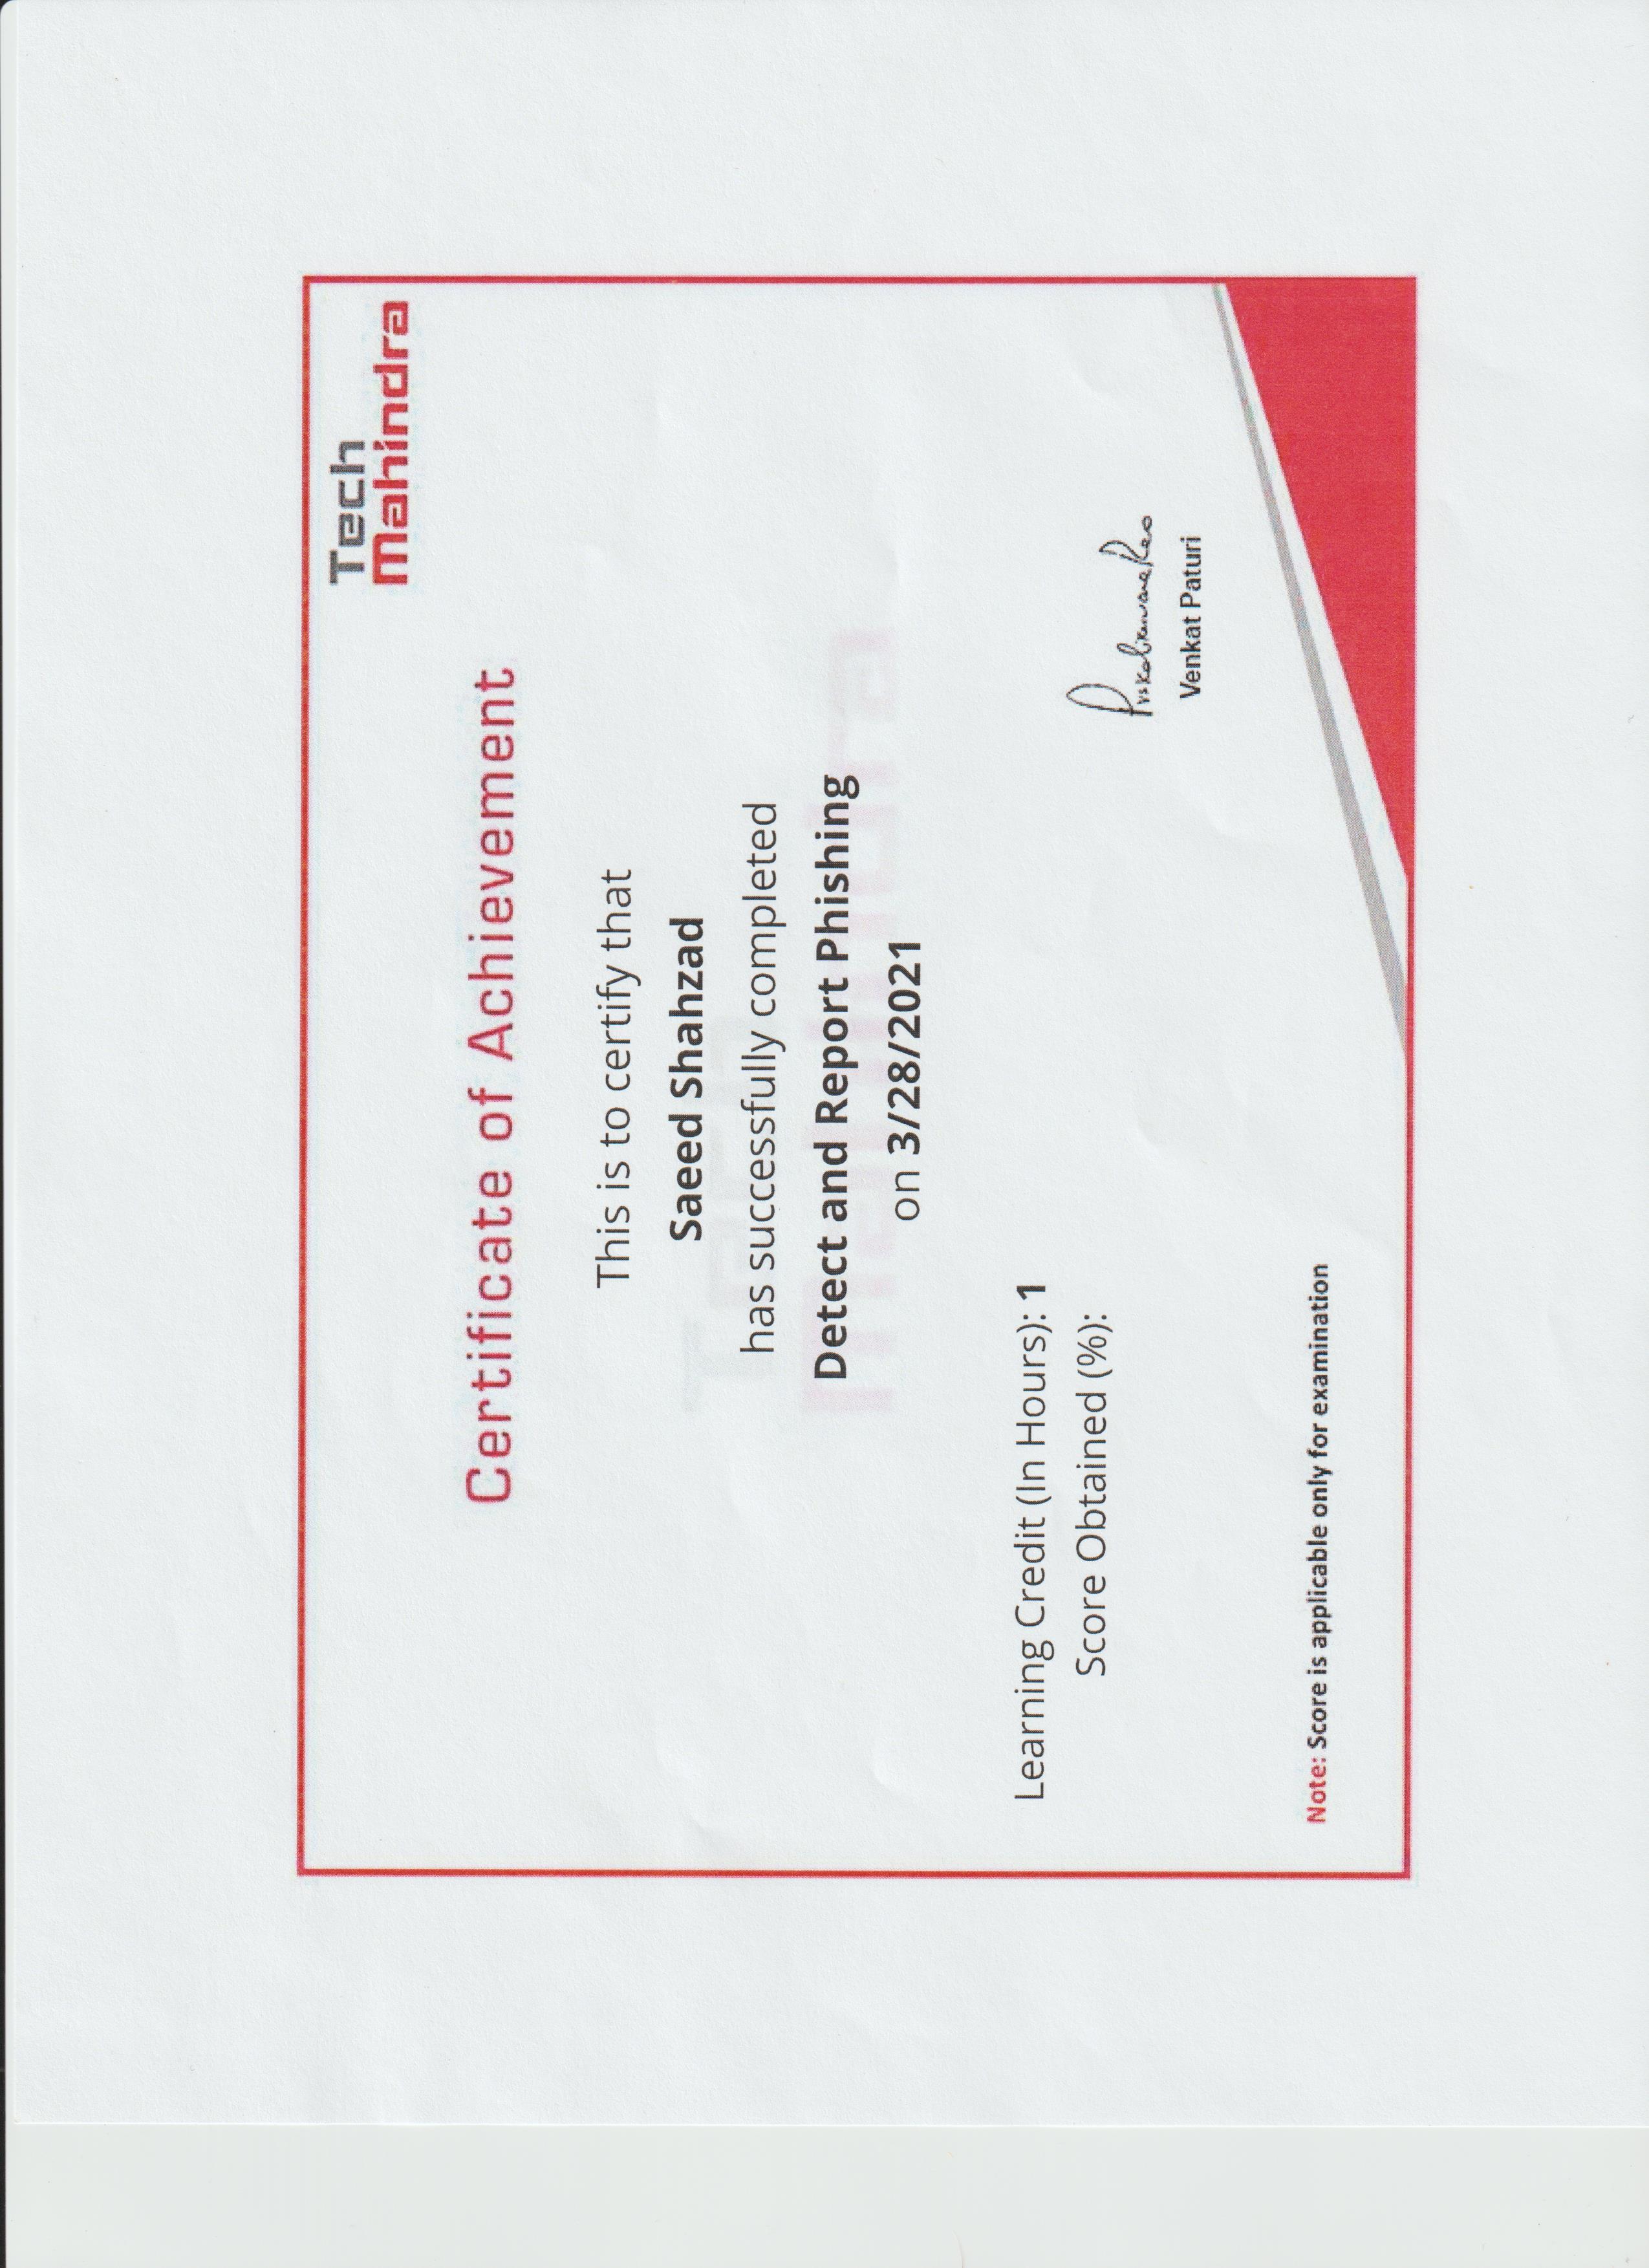 Tech
Mahindra
Certificate of Achievement
This is to certify that
Saeed Shahzad
has successfully completed
Detect and Report Phishing
on 3/28/2021
Learning Credit (In Hours): 1
Score Obtained (%):
Venkat Paturi
Note: Score is applicable only for examination